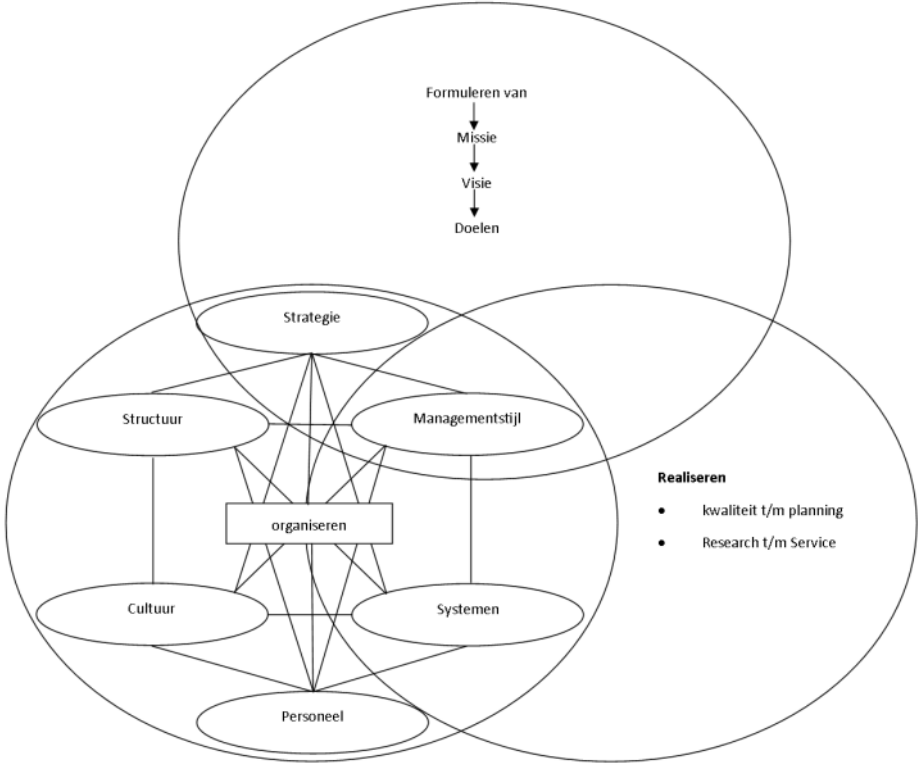 Formuleren van
Missie
Visie
Doelen
Strategie
Structuur
Managementstijl
organiseren
Cultuur
Systemen
Personeel
Realiseren
• kwaliteit t/m planning
• Research t/m Service